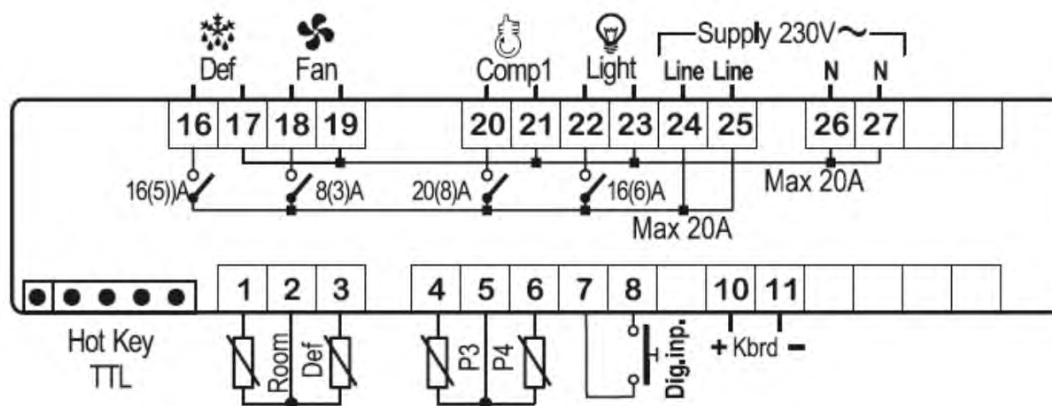 Supply 230V~
Def Fan Comp1 Light Line Line N N
16 17 18 19 20 21 22 23 24 25 26 27
16(5))A 8(3)A 20(8)A 16(6)A Max 20A
Max 20A
1 2 3 4 5 6 7 8 10 11
Hot Key
TTL
Room
Def
P3
P4
Dig.inp.
+ Kbrd -